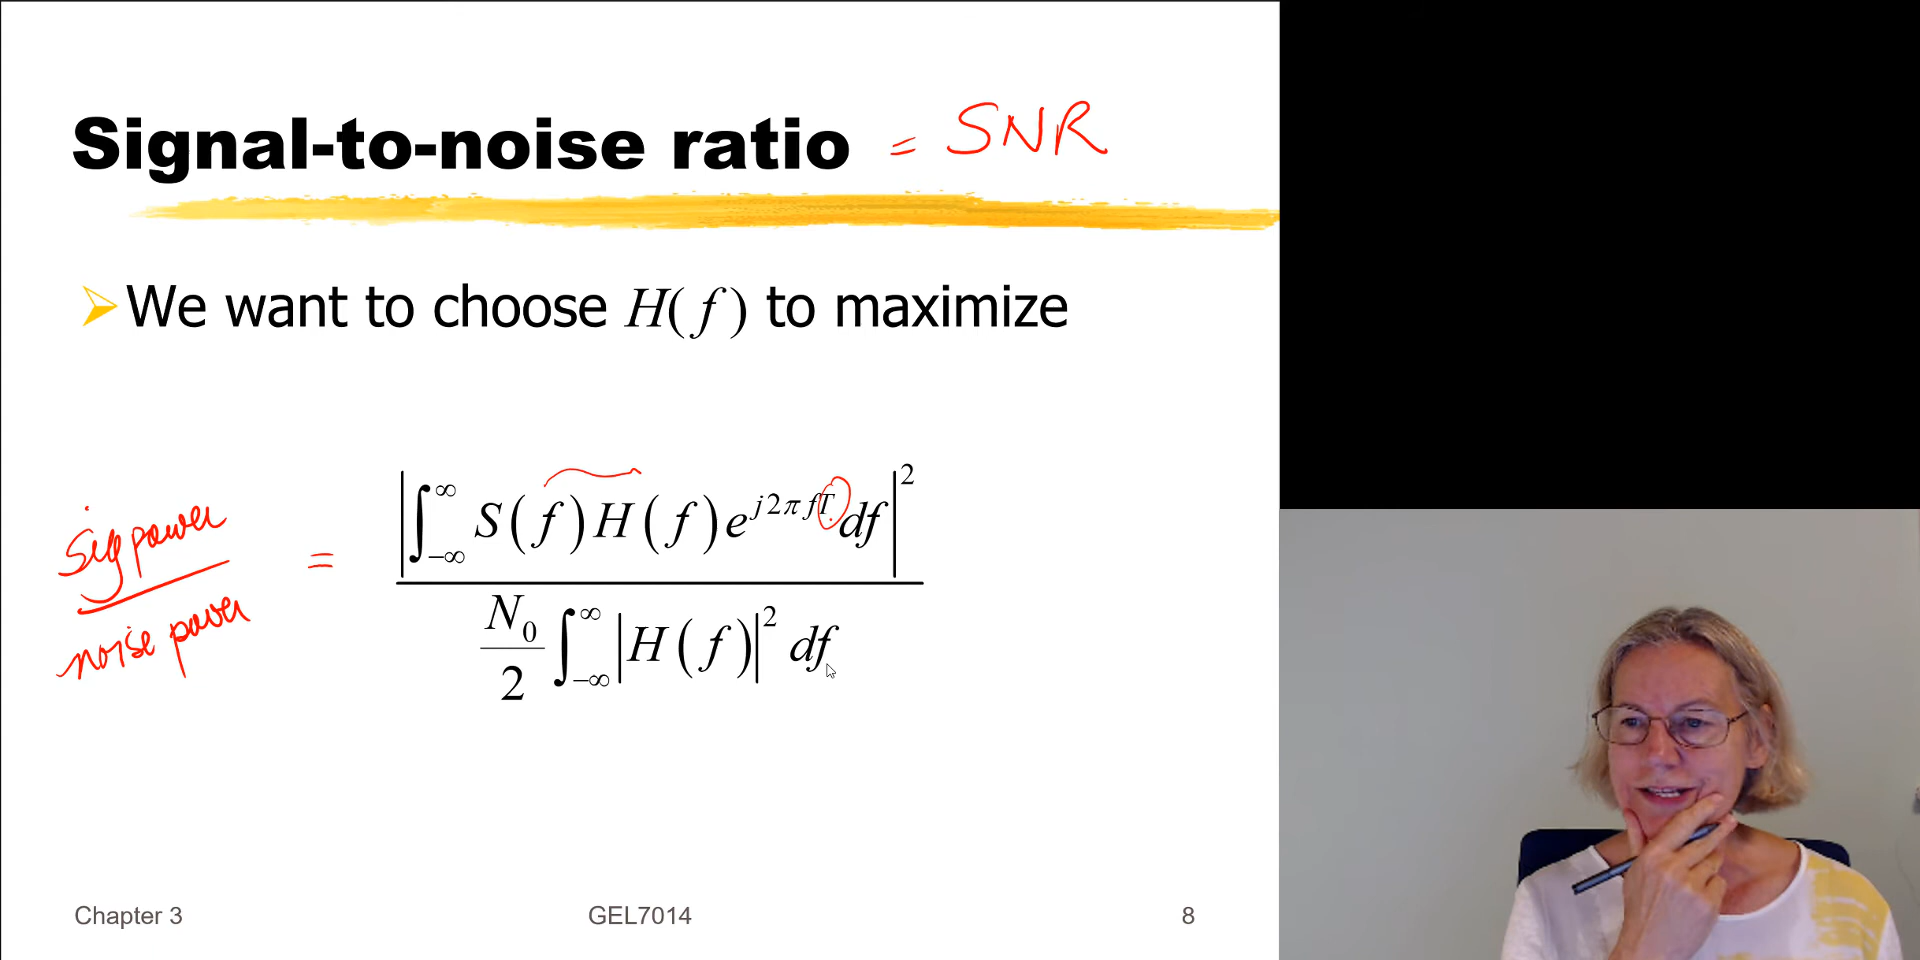 Signal-to-noise ratio = SNR
We want to choose H(f) to maximize
sig power / noise power = |∫_{-∞}^{∞} S(f)H(f)e^{j2πfT}df|^2 / (N_0/2 ∫_{-∞}^{∞} |H(f)|^2 df)
Chapter 3 GEL7014 8